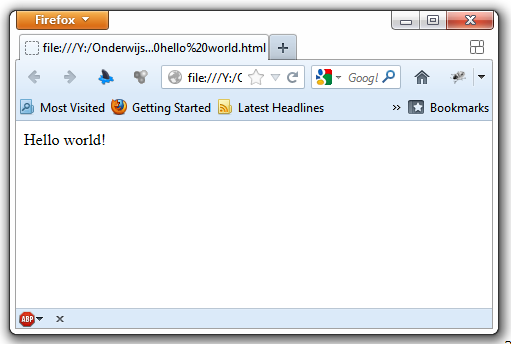 Firefox
file:///Y:/Onderwijs...0hello%20world.html
file:///Y:/C Googl
Most Visited Getting Started Latest Headlines » Bookmarks
Hello world!
ABP